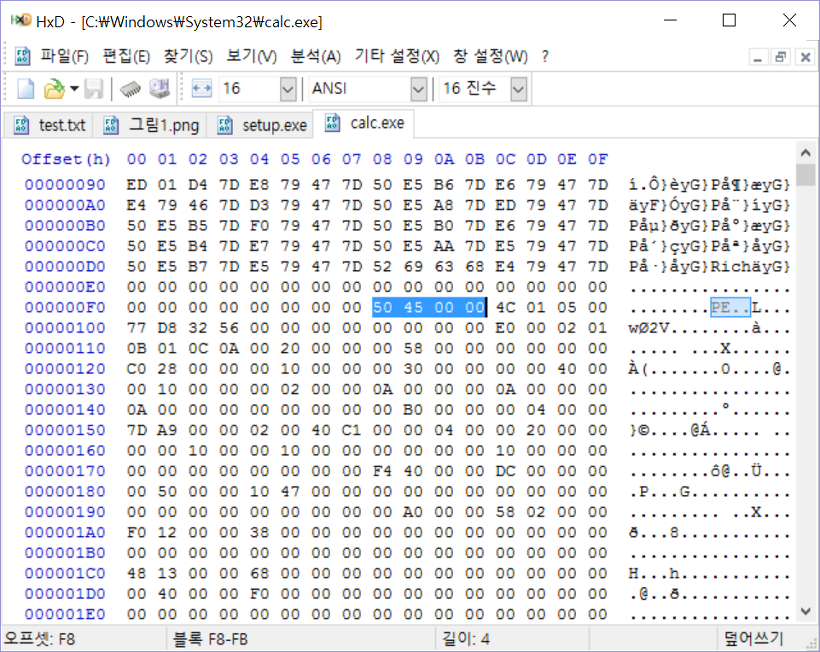 HxD - [C:₩Windows₩System32₩calc.exe]
파일(F) 편집(E) 찾기(S) 보기(V) 분석(A) 기타 설정(X) 창 설정(W) ?
16 ANSI 16 진수
test.txt 그림1.png setup.exe calc.exe
Offset(h) 00 01 02 03 04 05 06 07 08 09 0A 0B 0C 0D 0E 0F
00000090 ED 01 D4 7D E8 79 47 7D 50 E5 B6 7D E6 79 47 7D í.Ô}èyG}På¶}æyG}
000000A0 E4 79 46 7D D3 79 47 7D 50 E5 A8 7D ED 79 47 7D äyF}ÓyG}På¨}íyG}
000000B0 50 E5 B5 7D F0 79 47 7D 50 E5 B0 7D E6 79 47 7D Påµ}ðyG}På°}æyG}
000000C0 50 E5 B4 7D E7 79 47 7D 50 E5 AA 7D E5 79 47 7D På´}çyG}Påª}åyG}
000000D0 50 E5 B7 7D E5 79 47 7D 52 69 63 68 E4 79 47 7D På·}åyG}RichäyG}
000000E0 00 00 00 00 00 00 00 00 00 00 00 00 00 00 00 00 ................
000000F0 00 00 00 00 00 00 00 00 50 45 00 00 4C 01 05 00 ........PE..L...
00000100 77 D8 32 56 00 00 00 00 00 00 00 00 E0 00 02 01 wØ2V........à...
00000110 0B 01 0C 0A 00 20 00 00 00 58 00 00 00 00 00 00 ..... ...X......
00000120 C0 28 00 00 00 10 00 00 00 30 00 00 00 00 40 00 À(.......0....@.
00000130 00 10 00 00 00 02 00 00 0A 00 00 00 0A 00 00 00 ................
00000140 0A 00 00 00 00 00 00 00 00 B0 00 00 00 04 00 00 .........°......
00000150 7D A9 00 00 02 00 40 C1 00 00 04 00 00 20 00 00 }©....@Á..... ..
00000160 00 00 10 00 00 10 00 00 00 00 00 00 10 00 00 00 ................
00000170 00 00 00 00 00 00 00 00 F4 40 00 00 DC 00 00 00 ........ô@..Ü...
00000180 00 50 00 00 10 47 00 00 00 00 00 00 00 00 00 00 .P...G..........
00000190 00 00 00 00 00 00 00 00 00 A0 00 00 58 02 00 00 ......... ..X...
000001A0 F0 12 00 00 38 00 00 00 00 00 00 00 00 00 00 00 ð...8...........
000001B0 00 00 00 00 00 00 00 00 00 00 00 00 00 00 00 00 ................
000001C0 48 13 00 00 68 00 00 00 00 00 00 00 00 00 00 00 H...h...........
000001D0 00 40 00 00 F0 00 00 00 00 00 00 00 00 00 00 00 .@..ð...........
000001E0 00 00 00 00 00 00 00 00 00 00 00 00 00 00 00 00 ................
오프셋: F8 블록 F8-FB 길이: 4 덮어쓰기